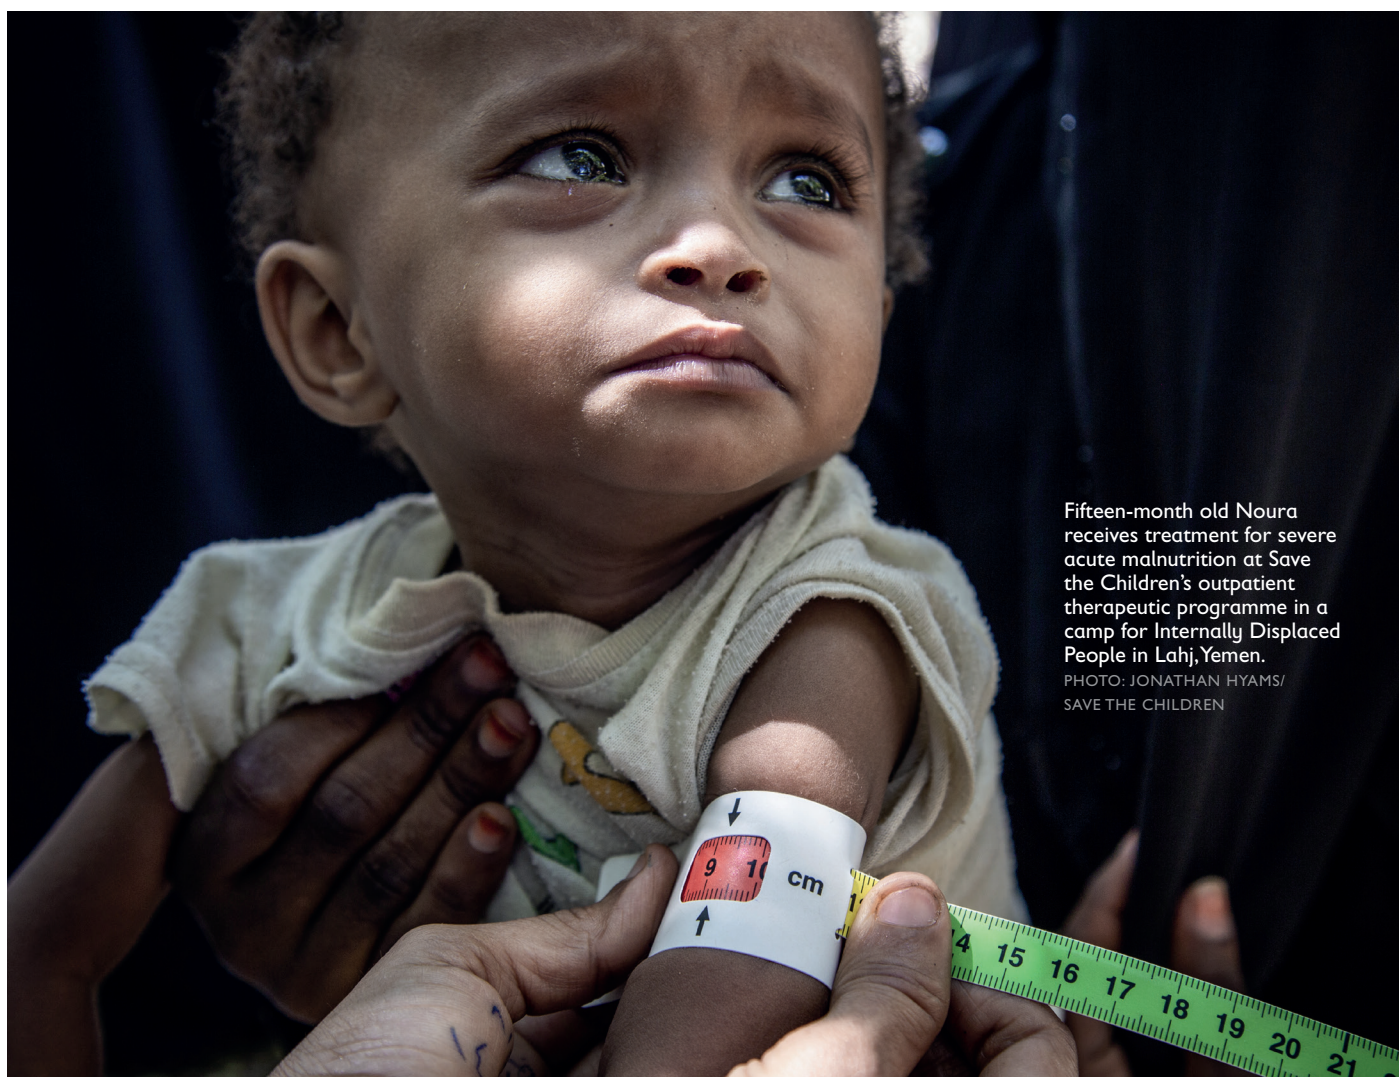 Fifteen-month old Noura
receives treatment for severe
acute malnutrition at Save
the Children’s outpatient
therapeutic programme in a
camp for Internally Displaced
People in Lahj, Yemen.
PHOTO: JONATHAN HYAMS/
SAVE THE CHILDREN
9 10 cm
15 16 17 18 19 20 21